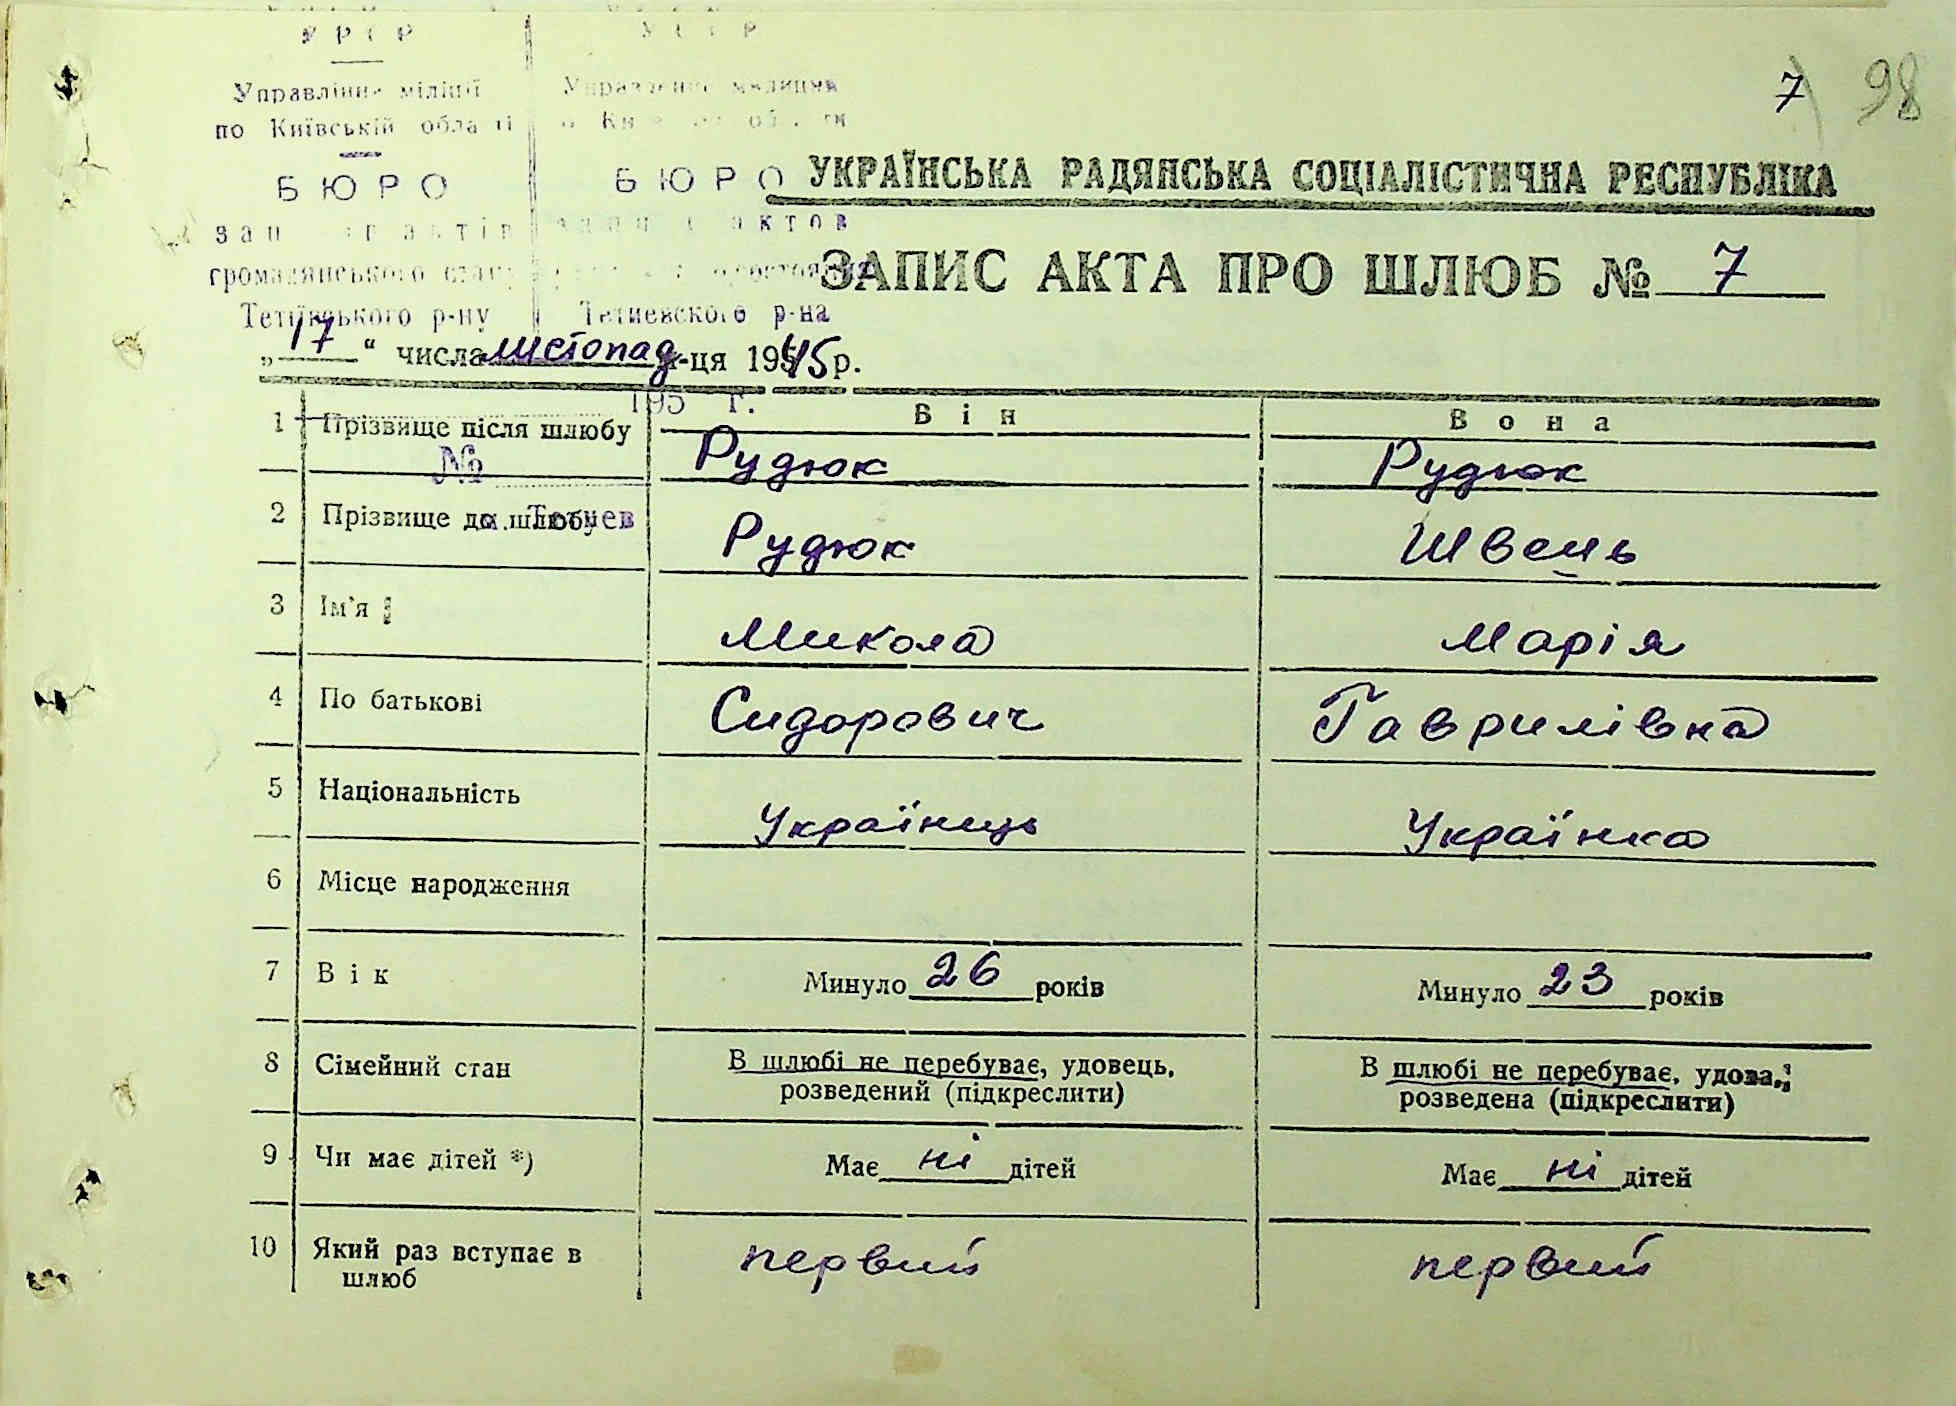 УРСР
УССР
Управління міліції
по Київській області
Управление милиции
БЮРО
БЮРО
громадянського стану
Тетіївського р-ну
Тетиевского р-на
7
98
УКРАЇНСЬКА РАДЯНСЬКА СОЦІАЛІСТИЧНА РЕСПУБЛІКА
ЗАПИС АКТА ПРО ШЛЮБ № 7
„17“ числа листопад м-ця 1945 р.
195 г.
№
Тетиев
Він Вона
1 Прізвище після шлюбу Рудюк Рудюк
2 Прізвище до шлюбу Рудюк Швець
3 Ім'я Микола Марія
4 По батькові Сидорович Гаврилівна
5 Національність Українець Українка
6 Місце народження
7 Вік Минуло 26 років Минуло 23 років
8 Сімейний стан В шлюбі не перебуває, удовець, розведений (підкреслити) В шлюбі не перебуває, удова, розведена (підкреслити)
9 Чи має дітей *) Має ні дітей Має ні дітей
10 Який раз вступає в шлюб первий первий